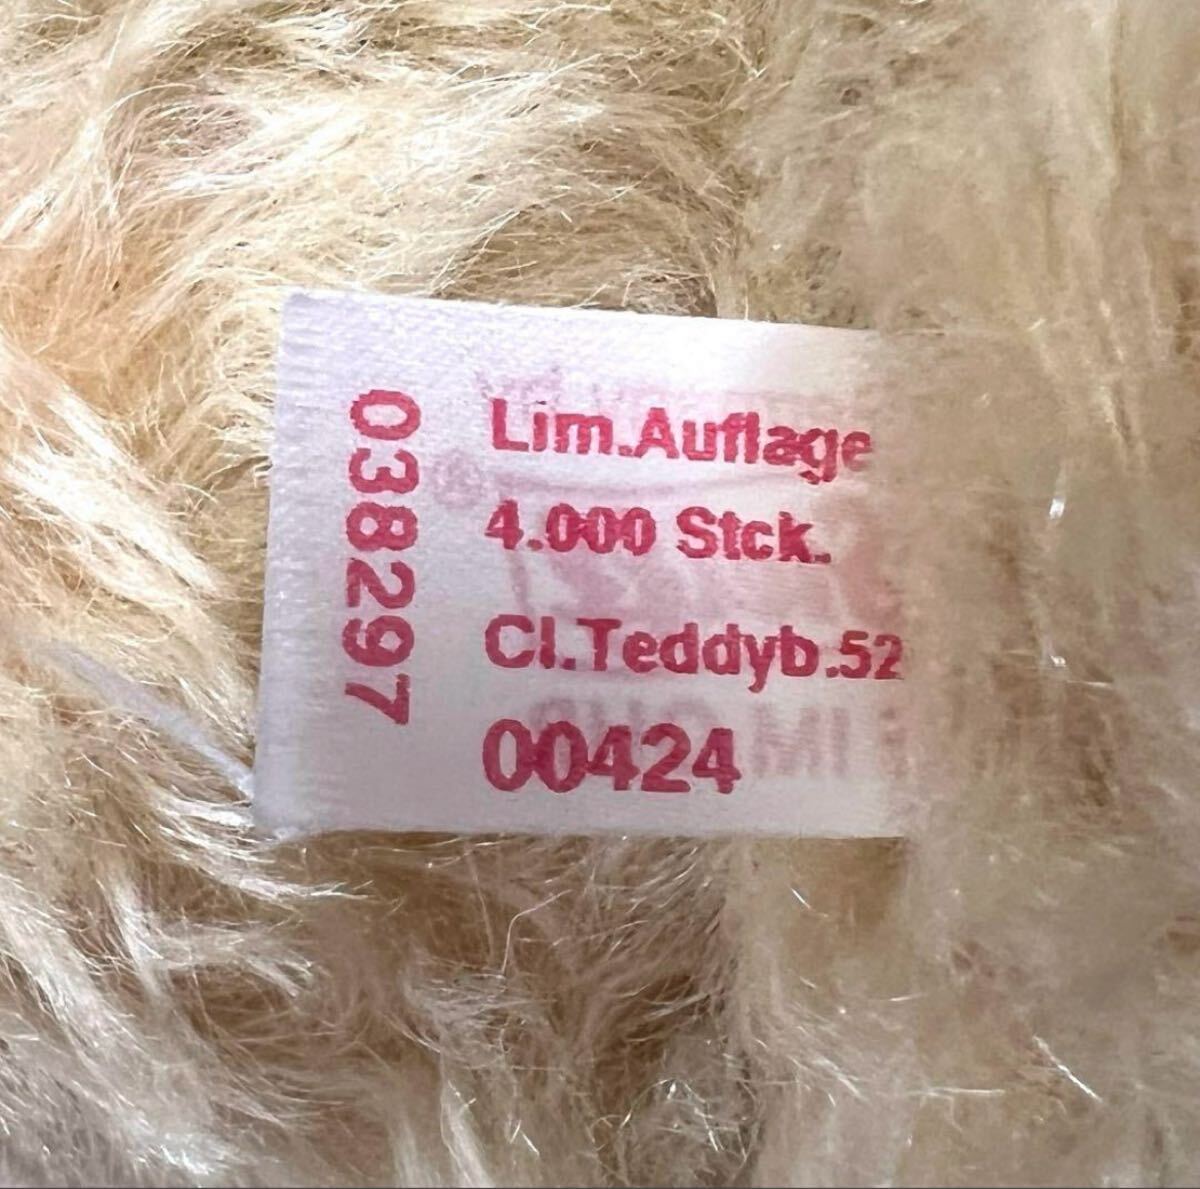 038297
Lim.Auflage
4.000 Stck.
Cl.Teddyb.52
00424